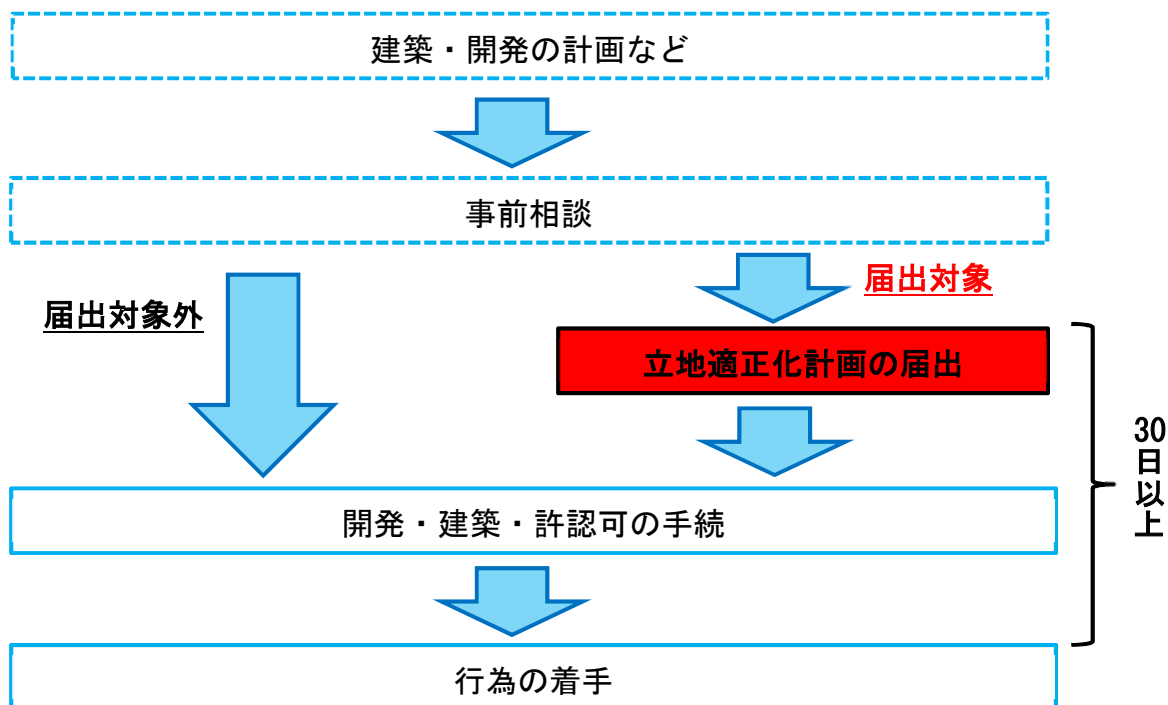 建築・開発の計画など
事前相談
届出対象
届出対象外
立地適正化計画の届出
30日以上
開発・建築・許認可の手続
行為の着手